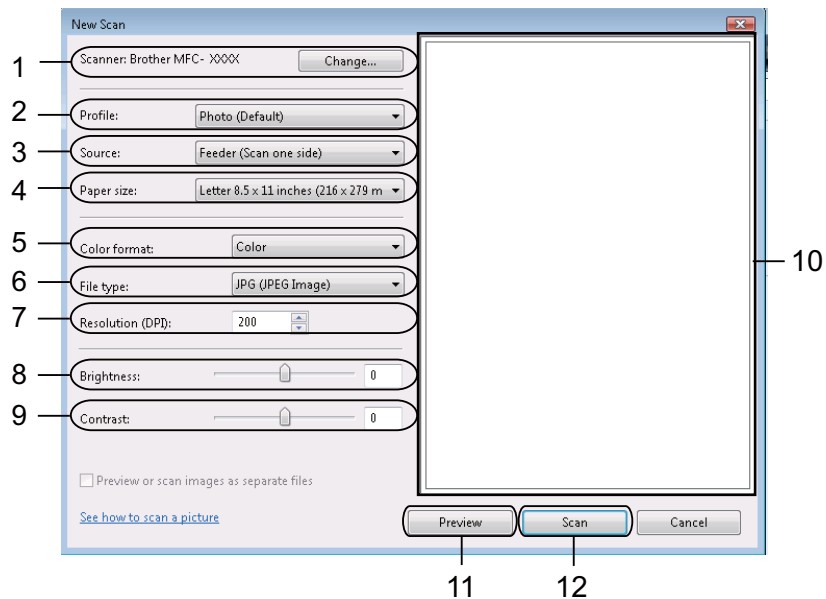 New Scan
1 Scanner: Brother MFC- XXXX Change...
2 Profile: Photo (Default)
3 Source: Feeder (Scan one side)
4 Paper size: Letter 8.5 x 11 inches (216 x 279 m
5 Color format: Color
6 File type: JPG (JPEG Image)
7 Resolution (DPI): 200
8 Brightness: 0
9 Contrast: 0
10
Preview or scan images as separate files
See how to scan a picture
Preview Scan Cancel
11 12